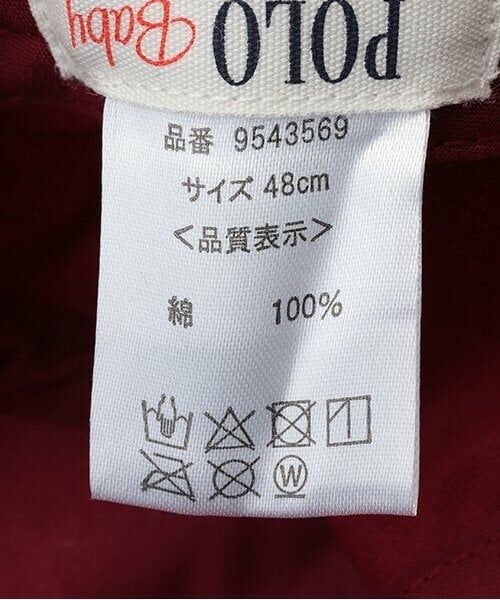 POLO
Baby
品番 9543569
サイズ 48cm
<品質表示>
綿 100%
W